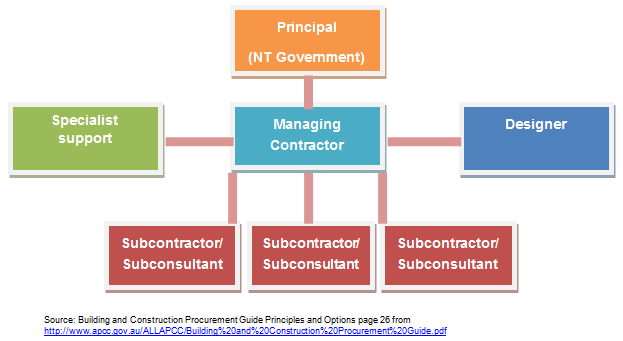 Principal
(NT Government)
Specialist
support
Managing
Contractor
Designer
Subcontractor/
Subconsultant
Subcontractor/
Subconsultant
Subcontractor/
Subconsultant
Source: Building and Construction Procurement Guide Principles and Options page 26 from
http://www.apcc.gov.au/ALLAPCC/Building%20and%20Construction%20Procurement%20Guide.pdf